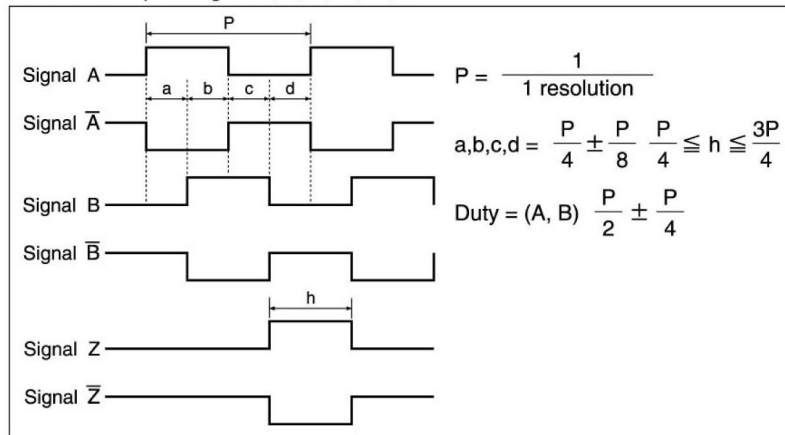 P
Signal A
a b c d
Signal A̅
Signal B
Signal B̅
h
Signal Z
Signal Z̅
P = 1 / 1 resolution
a,b,c,d = P/4 ± P/8 P/4 ≦ h ≦ 3P/4
Duty = (A, B) P/2 ± P/4